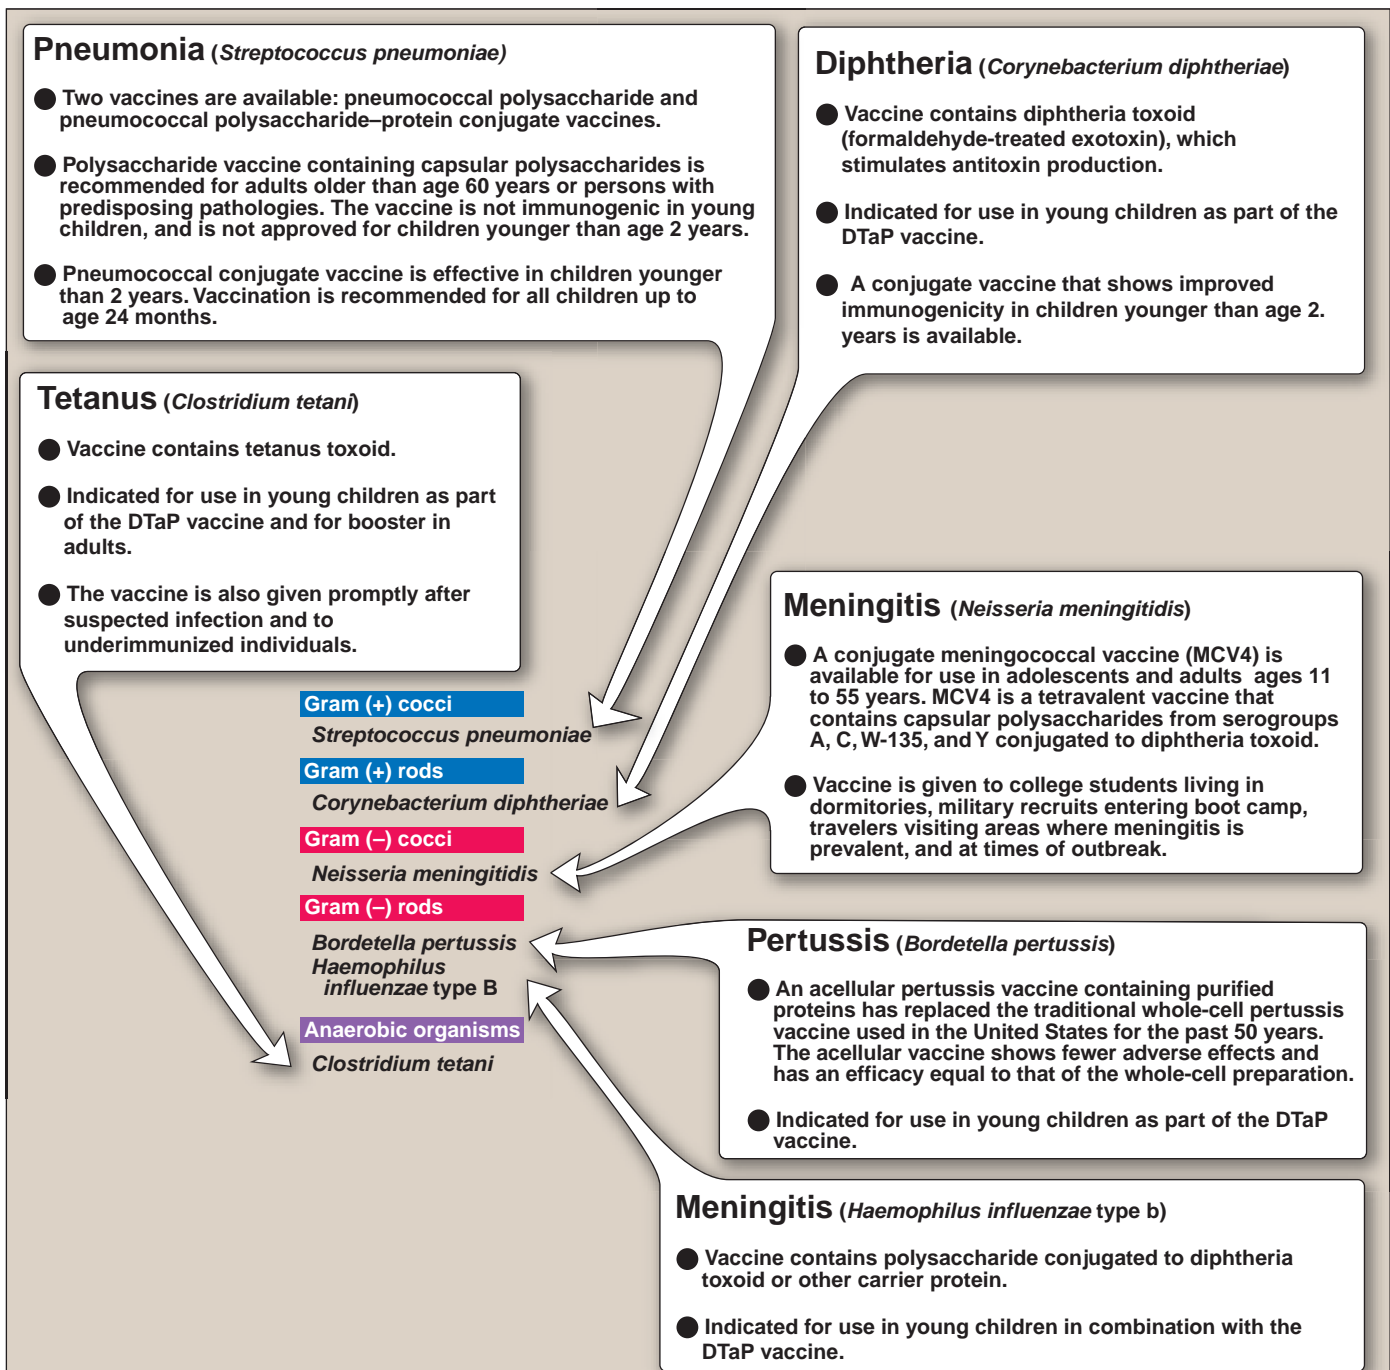 Pneumonia (Streptococcus pneumoniae)
● Two vaccines are available: pneumococcal polysaccharide and
pneumococcal polysaccharide–protein conjugate vaccines.
● Polysaccharide vaccine containing capsular polysaccharides is
recommended for adults older than age 60 years or persons with
predisposing pathologies. The vaccine is not immunogenic in young
children, and is not approved for children younger than age 2 years.
● Pneumococcal conjugate vaccine is effective in children younger
than 2 years. Vaccination is recommended for all children up to
age 24 months.
Diphtheria (Corynebacterium diphtheriae)
● Vaccine contains diphtheria toxoid
(formaldehyde-treated exotoxin), which
stimulates antitoxin production.
● Indicated for use in young children as part of the
DTaP vaccine.
● A conjugate vaccine that shows improved
immunogenicity in children younger than age 2.
years is available.
Tetanus (Clostridium tetani)
● Vaccine contains tetanus toxoid.
● Indicated for use in young children as part
of the DTaP vaccine and for booster in
adults.
● The vaccine is also given promptly after
suspected infection and to
underimmunized individuals.
Gram (+) cocci
Streptococcus pneumoniae
Gram (+) rods
Corynebacterium diphtheriae
Gram (–) cocci
Neisseria meningitidis
Gram (–) rods
Bordetella pertussis
Haemophilus
influenzae type B
Anaerobic organisms
Clostridium tetani
Meningitis (Neisseria meningitidis)
● A conjugate meningococcal vaccine (MCV4) is
available for use in adolescents and adults ages 11
to 55 years. MCV4 is a tetravalent vaccine that
contains capsular polysaccharides from serogroups
A, C, W-135, and Y conjugated to diphtheria toxoid.
● Vaccine is given to college students living in
dormitories, military recruits entering boot camp,
travelers visiting areas where meningitis is
prevalent, and at times of outbreak.
Pertussis (Bordetella pertussis)
● An acellular pertussis vaccine containing purified
proteins has replaced the traditional whole-cell pertussis
vaccine used in the United States for the past 50 years.
The acellular vaccine shows fewer adverse effects and
has an efficacy equal to that of the whole-cell preparation.
● Indicated for use in young children as part of the DTaP
vaccine.
Meningitis (Haemophilus influenzae type b)
● Vaccine contains polysaccharide conjugated to diphtheria
toxoid or other carrier protein.
● Indicated for use in young children in combination with the
DTaP vaccine.